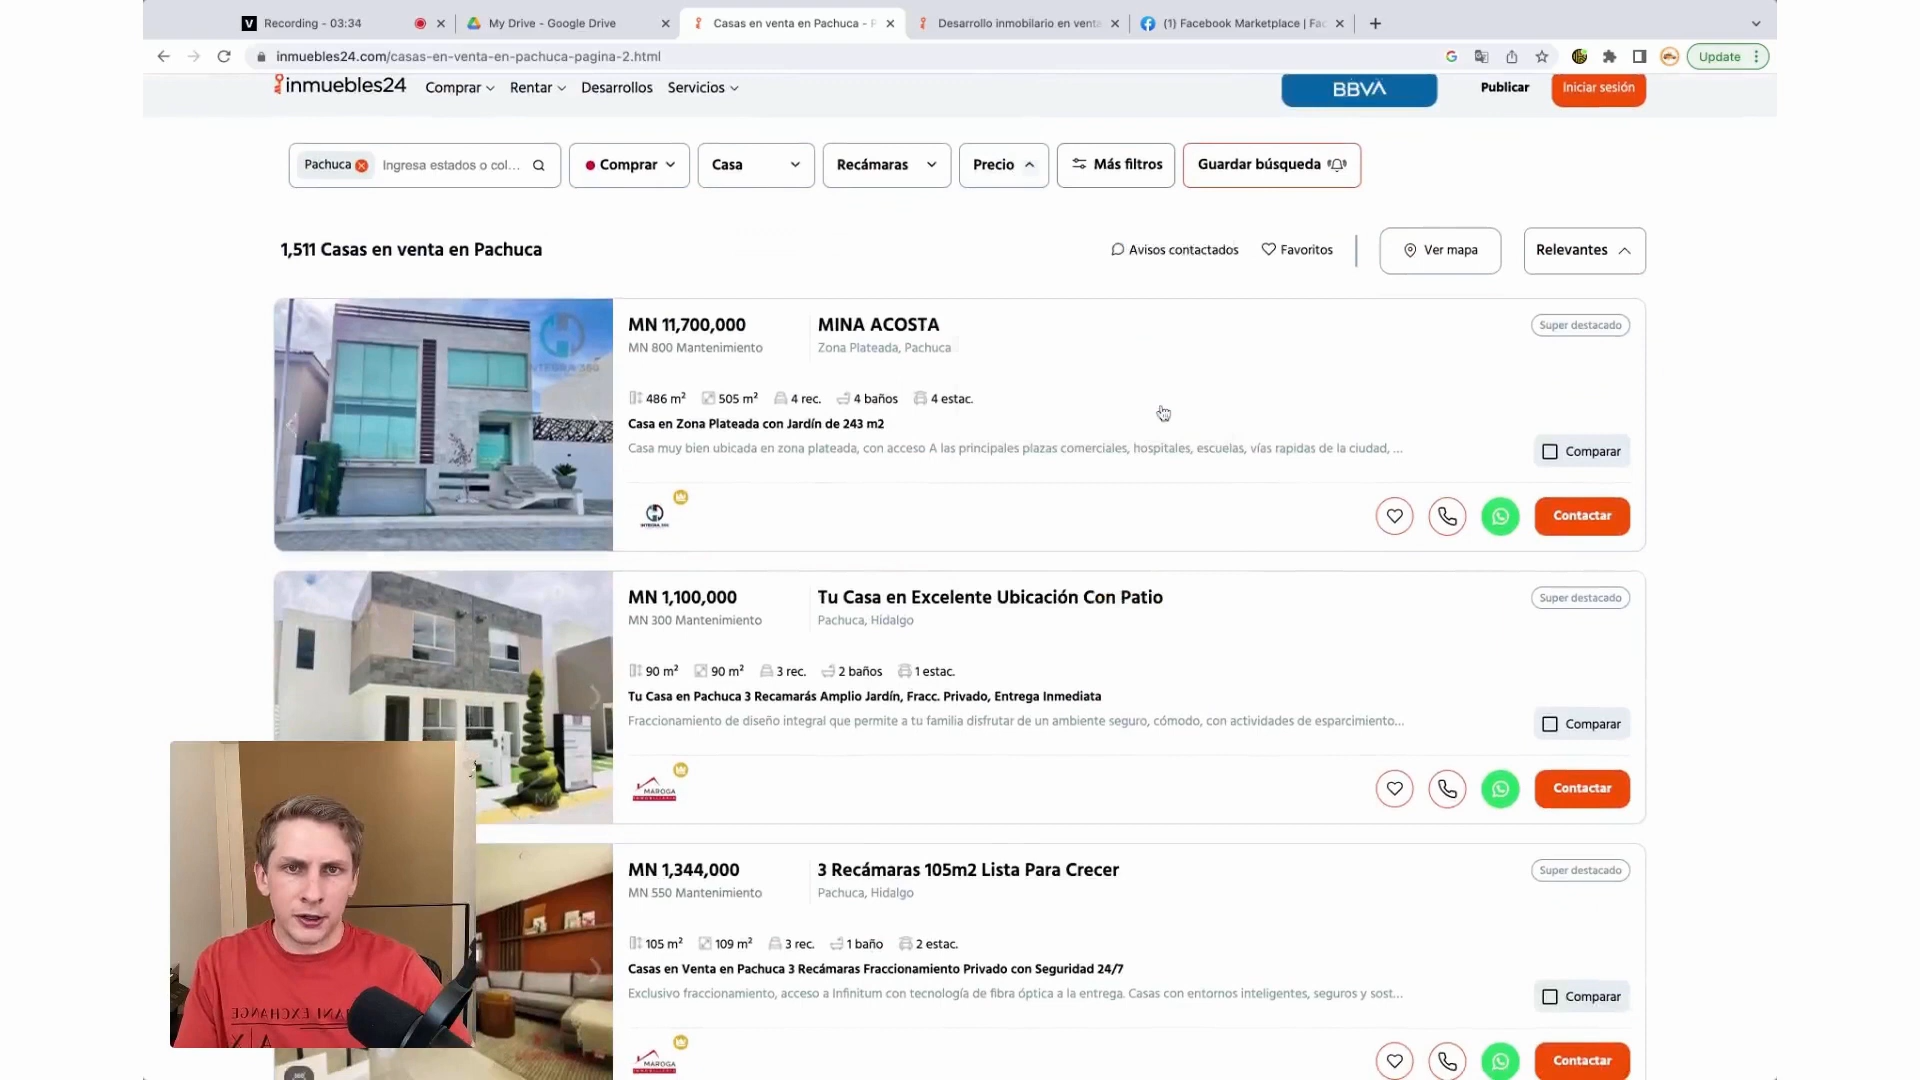 Recording - 03:34
My Drive - Google Drive
Casas en venta en Pachuca -
Desarrollo inmobilario en venta
(1) Facebook Marketplace | Fac
inmuebles24.com/casas-en-venta-en-pachuca-pagina-2.html
Update
inmuebles24
Comprar
Rentar
Desarrollos
Servicios
BBVA
Publicar
Iniciar sesión
Pachuca
Ingresa estados o col...
Comprar
Casa
Recámaras
Precio
Más filtros
Guardar búsqueda
1,511 Casas en venta en Pachuca
Avisos contactados
Favoritos
Ver mapa
Relevantes
MN 11,700,000
MINA ACOSTA
Super destacado
MN 800 Mantenimiento
Zona Plateada, Pachuca
486 m² 505 m² 4 rec. 4 baños 4 estac.
Casa en Zona Plateada con Jardín de 243 m2
Casa muy bien ubicada en zona plateada, con acceso A las principales plazas comerciales, hospitales, escuelas, vías rapidas de la ciudad, ...
Comparar
Contactar
MN 1,100,000
Tu Casa en Excelente Ubicación Con Patio
Super destacado
MN 300 Mantenimiento
Pachuca, Hidalgo
90 m² 90 m² 3 rec. 2 baños 1 estac.
Tu Casa en Pachuca 3 Recamarás Amplio Jardín, Fracc. Privado, Entrega Inmediata
Fraccionamiento de diseño integral que permite a tu familia disfrutar de un ambiente seguro, cómodo, con actividades de esparcimiento...
Comparar
MAROGA
Contactar
MN 1,344,000
3 Recámaras 105m2 Lista Para Crecer
Super destacado
MN 550 Mantenimiento
Pachuca, Hidalgo
105 m² 109 m² 3 rec. 1 baño 2 estac.
Casas en Venta en Pachuca 3 Recámaras Fraccionamiento Privado con Seguridad 24/7
Exclusivo fraccionamiento, acceso a Infinitum con tecnología de fibra óptica a la entrega. Casas con entornos inteligentes, seguros y sost...
Comparar
MAROGA
Contactar